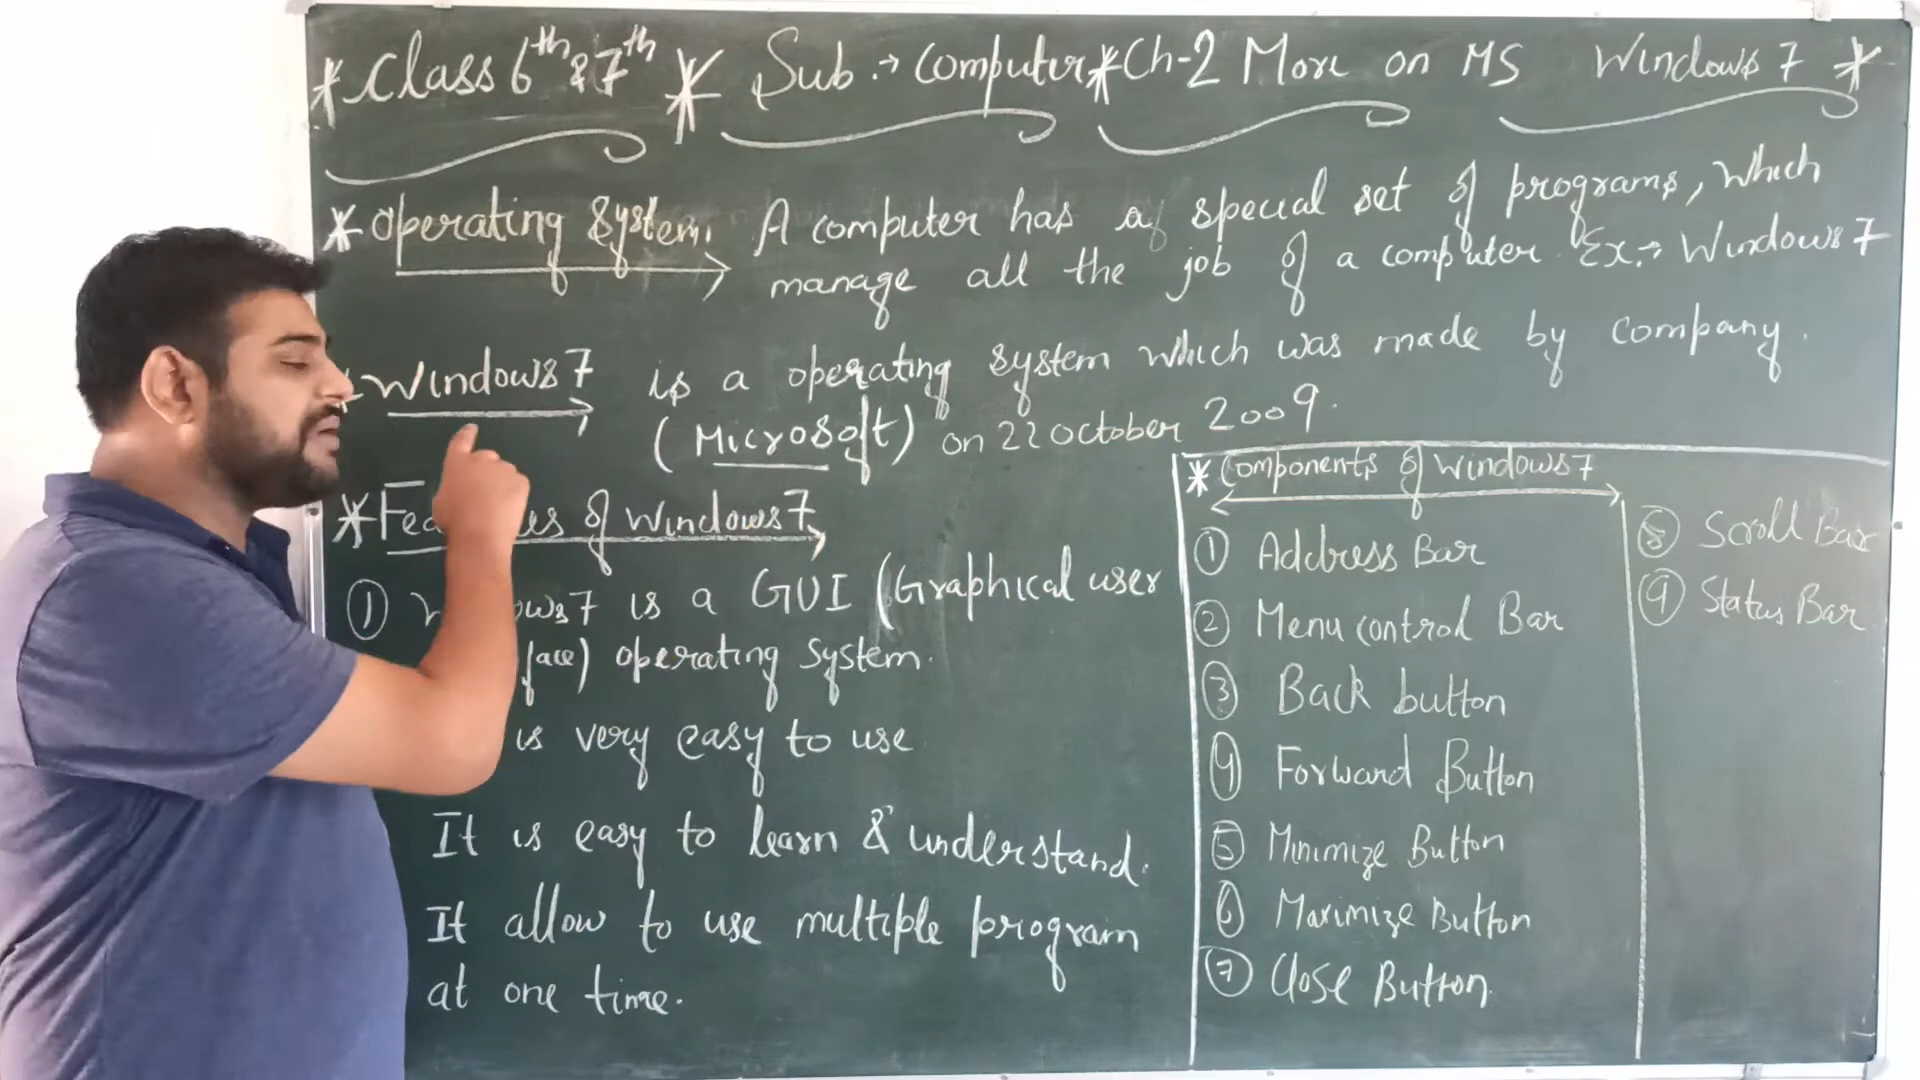 * Class 6th & 7th * Sub.→ Computer * Ch-2 More on MS Windows 7 *
* Operating System. A computer has a special set of programs, which
manage all the job of a computer. Ex:→ Windows 7
* Windows 7 is a operating system which was made by company.
(Microsoft) on 22 October 2009.
* Fea es of Windows 7
① ows 7 is a GUI (Graphical user
face) operating system.
is very easy to use
It is easy to learn & understand.
It allow to use multiple program
at one time.
* Components of Windows 7
① Address Bar
② Menu control Bar
③ Back button
④ Forward Button
⑤ Minimize Button
⑥ Maximize Button
⑦ Close Button.
⑧ Scroll Bar
⑨ Status Bar